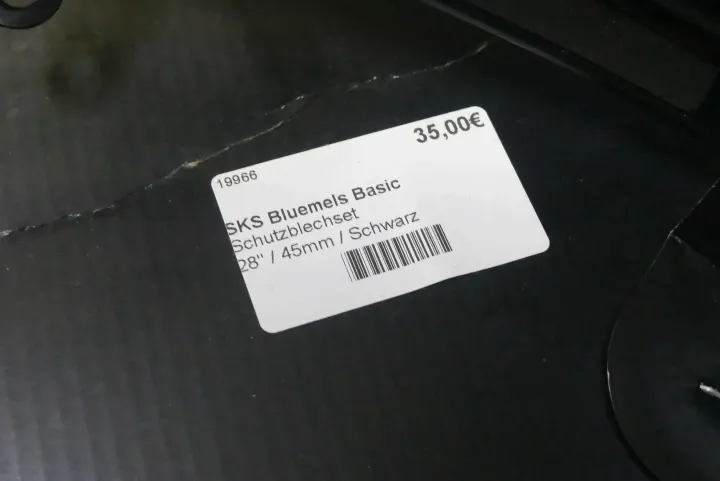 19966
35,00€
SKS Bluemels Basic
Schutzblechset
28" / 45mm / Schwarz